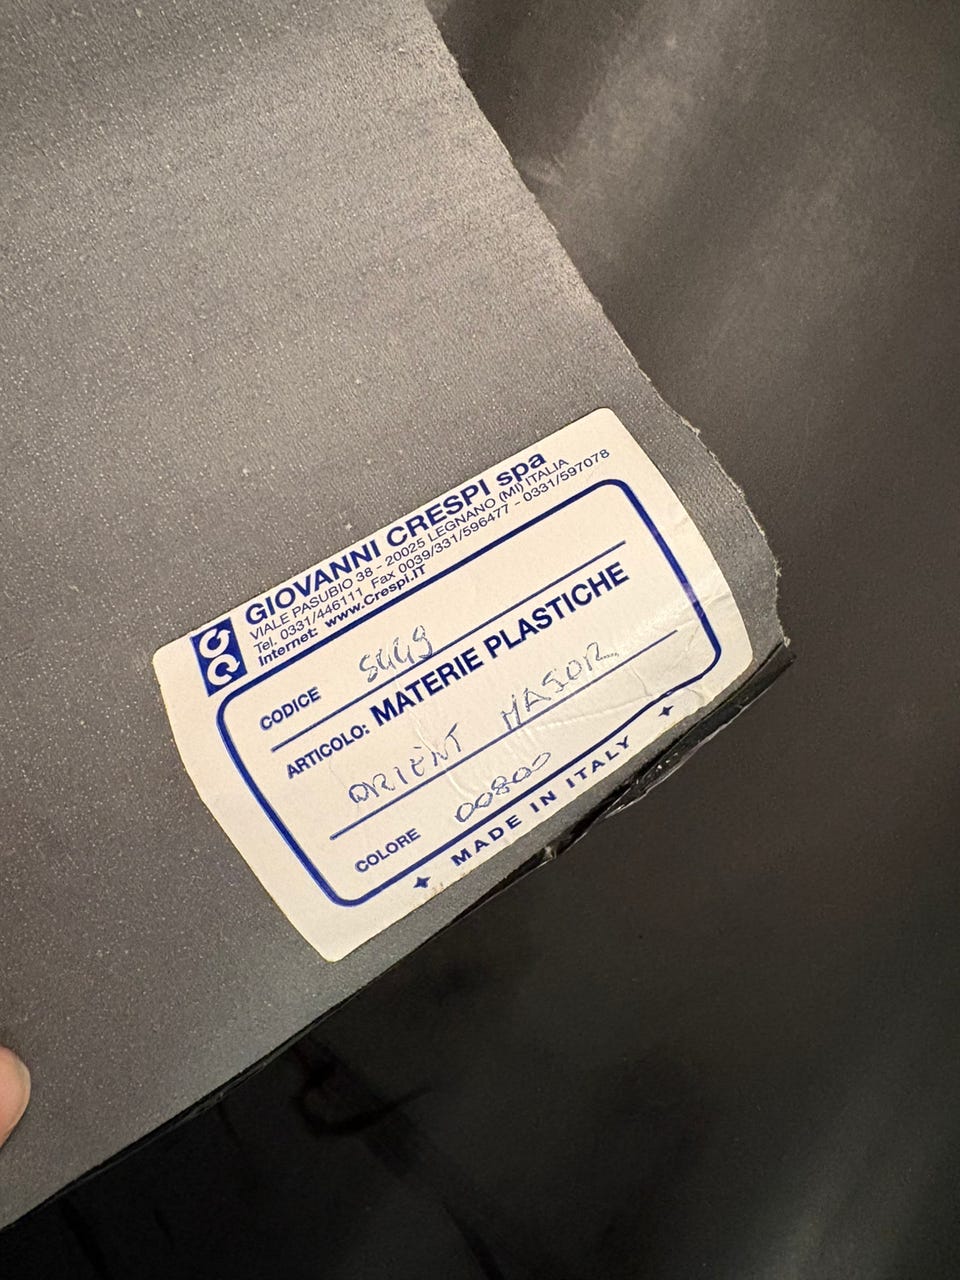 GIOVANNI CRESPI spa
VIALE PASUBIO 38 - 20025 LEGNANO (MI) ITALIA
Tel. 0331/446111 Fax 0039/331/596477 - 0331/597078
Internet: www.Crespi.IT
CODICE
ARTICOLO: MATERIE PLASTICHE
ORIENT
COLORE 00800
MADE IN ITALY